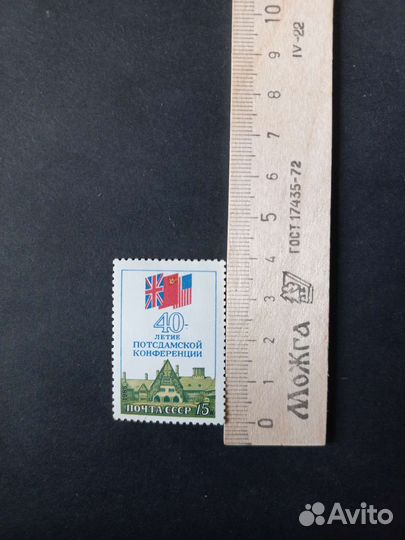 40-
ЛЕТИЕ
ПОТСДАМСКОЙ
КОНФЕРЕНЦИИ
ПОЧТА СССР 15
0 1 2 3 4 5 6 7 8 9 10
МоЖга
ГОСТ 17435-72
IV-22
Avito